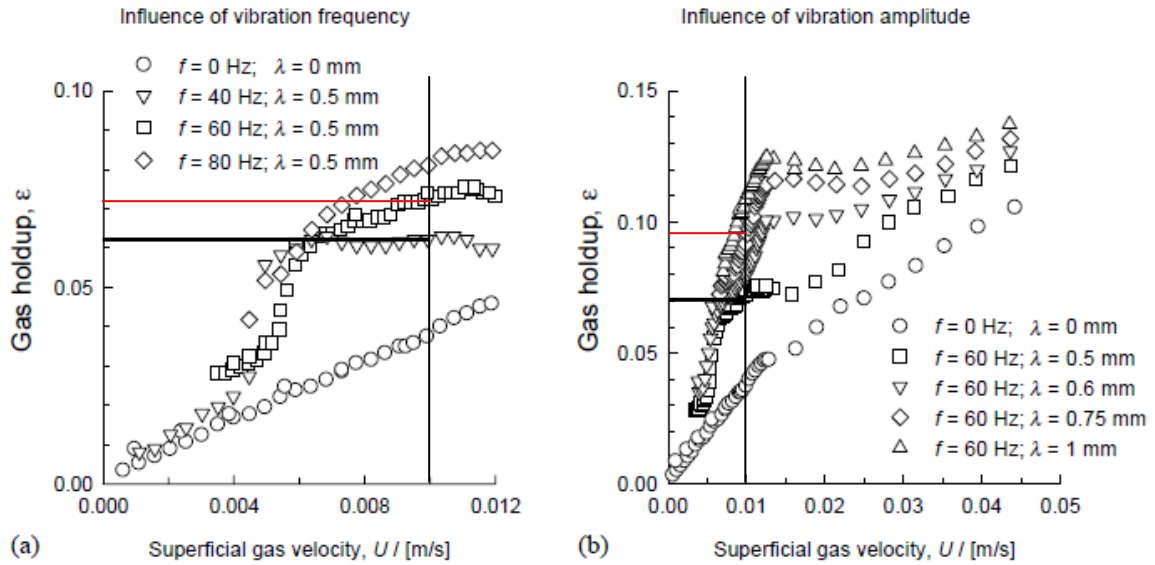 Influence of vibration frequency
f = 0 Hz; λ = 0 mm
f = 40 Hz; λ = 0.5 mm
f = 60 Hz; λ = 0.5 mm
f = 80 Hz; λ = 0.5 mm
0.10
0.05
0.00
Gas holdup, ε
0.000
0.004
0.008
0.012
(a)
Superficial gas velocity, U / [m/s]
Influence of vibration amplitude
0.15
0.10
0.05
0.00
Gas holdup, ε
f = 0 Hz; λ = 0 mm
f = 60 Hz; λ = 0.5 mm
f = 60 Hz; λ = 0.6 mm
f = 60 Hz; λ = 0.75 mm
f = 60 Hz; λ = 1 mm
0.00
0.01
0.02
0.03
0.04
0.05
(b)
Superficial gas velocity, U / [m/s]